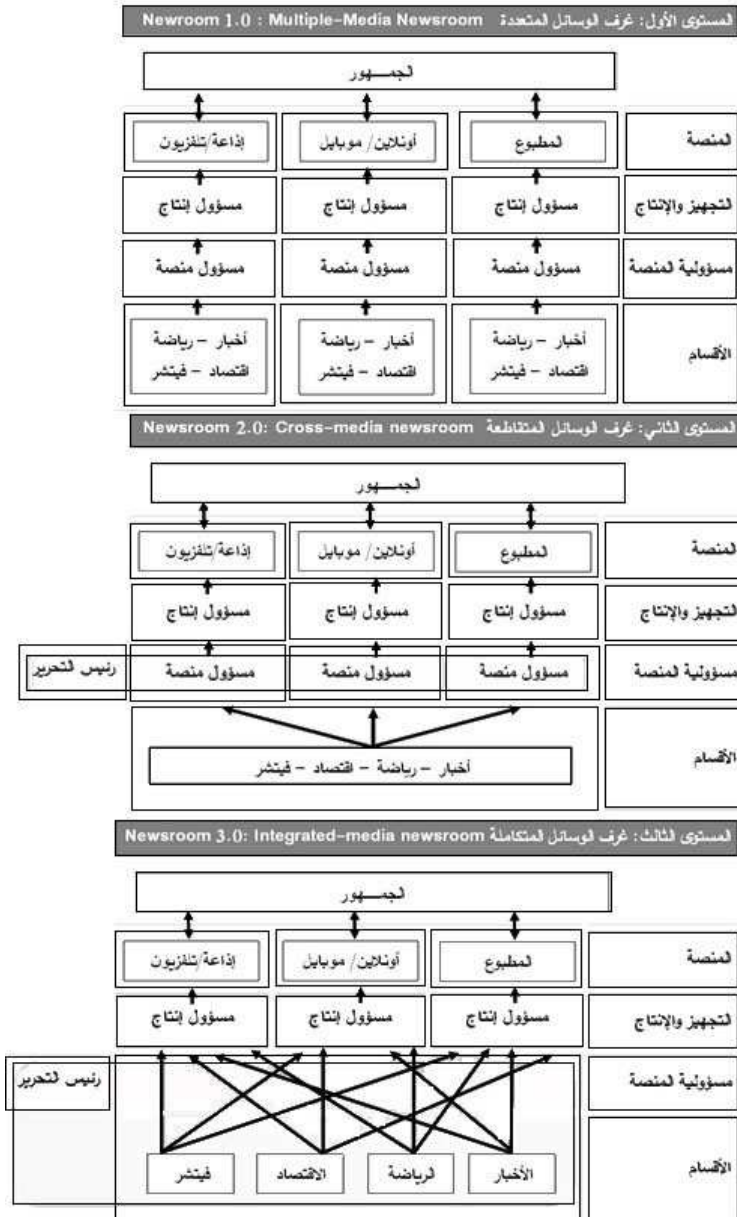 المستوى الأول: غرف الوسائل المتعددة Newroom 1.0 : Multiple-Media Newsroom
الجمـــهور
المنصة
المطبوع
أونلاين/ موبايل
إذاعة/تلفزيون
التجهيز والإنتاج
مسؤول إنتاج
مسؤول إنتاج
مسؤول إنتاج
مسؤولية المنصة
مسؤول منصة
مسؤول منصة
مسؤول منصة
الأقسام
أخبار – رياضة
اقتصاد – فيتشر
أخبار – رياضة
اقتصاد – فيتشر
أخبار – رياضة
اقتصاد – فيتشر
المستوى الثاني: غرف الوسائل المتقاطعة Newsroom 2.0: Cross-media newsroom
الجمـــهور
المنصة
المطبوع
أونلاين/ موبايل
إذاعة/تلفزيون
التجهيز والإنتاج
مسؤول إنتاج
مسؤول إنتاج
مسؤول إنتاج
مسؤولية المنصة
مسؤول منصة
مسؤول منصة
مسؤول منصة
رئيس التحرير
الأقسام
أخبار – رياضة – اقتصاد – فيتشر
المستوى الثالث: غرف الوسائل المتكاملة Newsroom 3.0: Integrated-media newsroom
الجمـــهور
المنصة
المطبوع
أونلاين/ موبايل
إذاعة/تلفزيون
التجهيز والإنتاج
مسؤول إنتاج
مسؤول إنتاج
مسؤول إنتاج
مسؤولية المنصة
رئيس التحرير
الأقسام
الأخبار
الرياضة
الاقتصاد
فيتشر